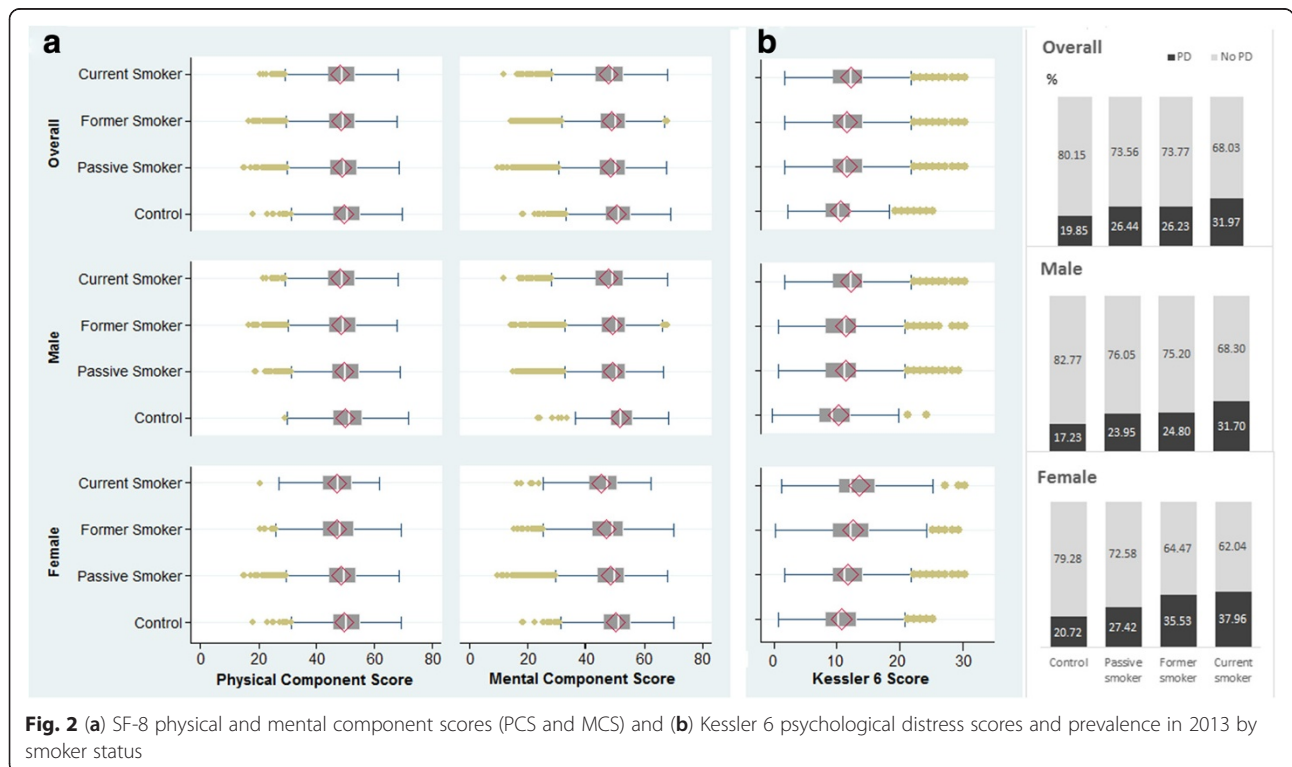 a
b
Overall
Current Smoker
Former Smoker
Passive Smoker
Control
Male
Current Smoker
Former Smoker
Passive Smoker
Control
Female
Current Smoker
Former Smoker
Passive Smoker
Control
0 20 40 60 80
Physical Component Score
0 20 40 60 80
Mental Component Score
0 10 20 30
Kessler 6 Score
Overall
PD No PD
%
80.15 73.56 73.77 68.03
19.85 26.44 26.23 31.97
Male
82.77 76.05 75.20 68.30
17.23 23.95 24.80 31.70
Female
79.28 72.58 64.47 62.04
20.72 27.42 35.53 37.96
Control Passive smoker Former smoker Current smoker
Fig. 2 (a) SF-8 physical and mental component scores (PCS and MCS) and (b) Kessler 6 psychological distress scores and prevalence in 2013 by
smoker status